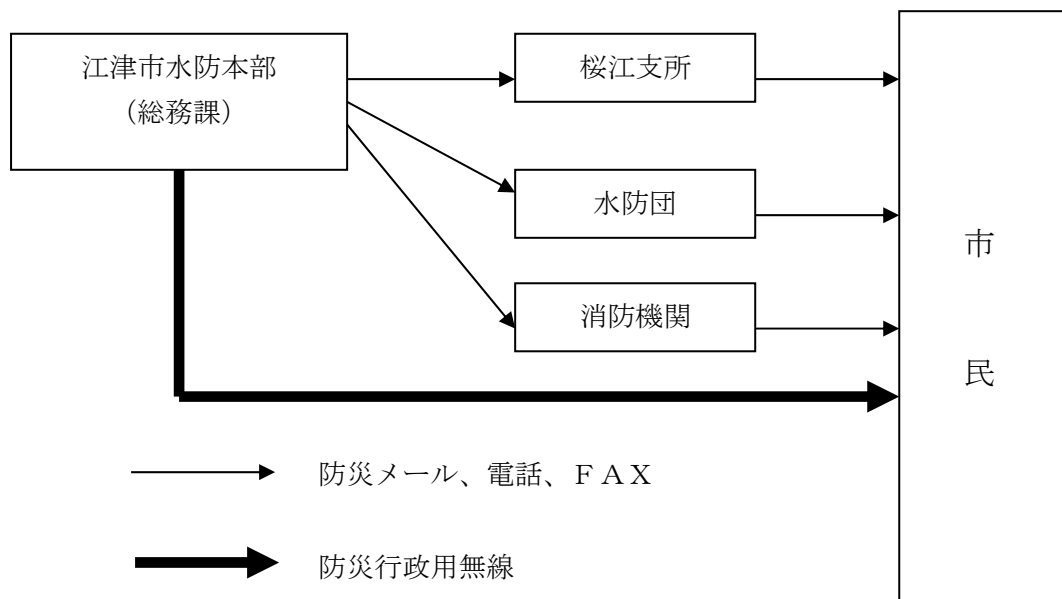 江津市水防本部
（総務課）
桜江支所
水防団
消防機関
市
民
防災メール、電話、ＦＡＸ
防災行政用無線